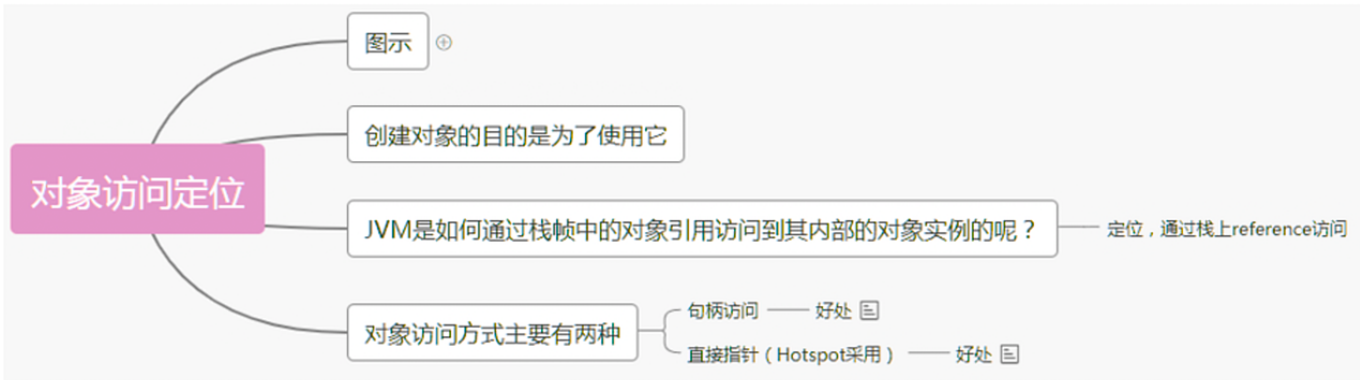 对象访问定位
图示
创建对象的目的是为了使用它
JVM是如何通过栈帧中的对象引用访问到其内部的对象实例的呢？
定位，通过栈上reference访问
对象访问方式主要有两种
句柄访问
好处
直接指针（Hotspot采用）
好处